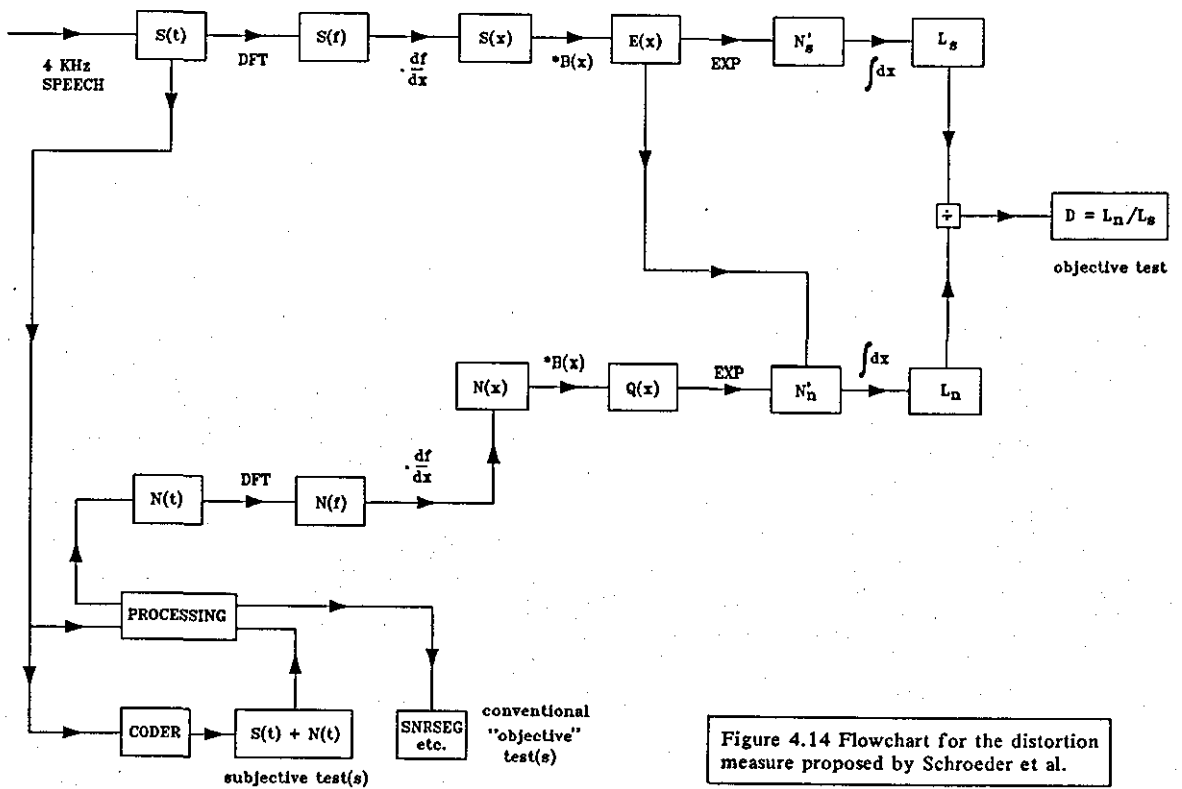 S(t)
S(f)
S(x)
E(x)
N's
Ls
4 KHz
SPEECH
DFT
· df
dx
*B(x)
EXP
∫dx
÷
D = Ln/Ls
objective test
N(x)
*B(x)
Q(x)
EXP
N'n
∫dx
Ln
N(t)
DFT
N(f)
· df
dx
PROCESSING
CODER
S(t) + N(t)
subjective test(s)
SNRSEG
etc.
conventional
"objective"
test(s)
Figure 4.14 Flowchart for the distortion
measure proposed by Schroeder et al.